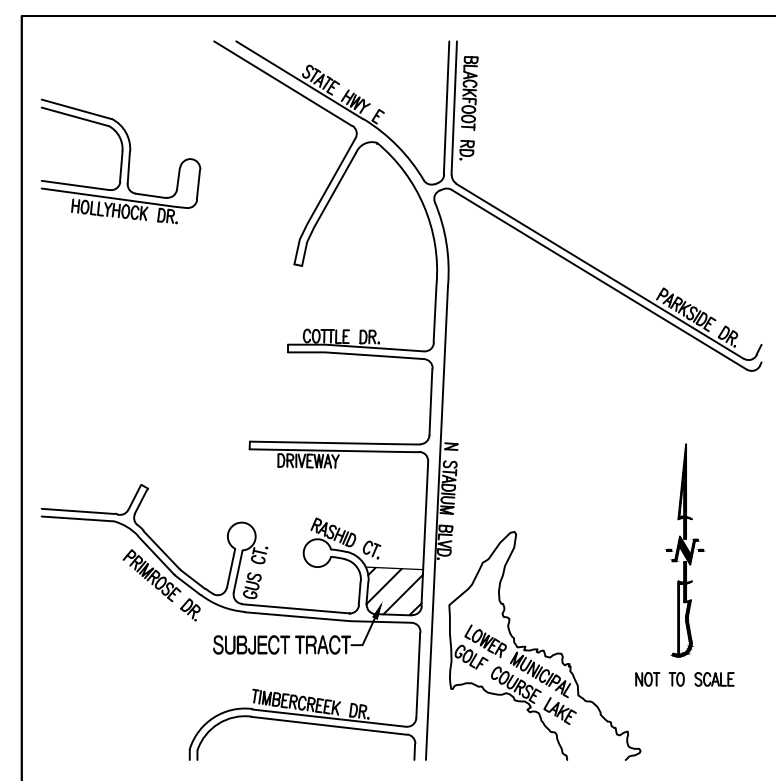 STATE HWY E
BLACKFOOT RD.
HOLLYHOCK DR.
PARKSIDE DR.
COTTLE DR.
DRIVEWAY
N STADIUM BLVD.
RASHID CT.
GUS CT.
PRIMROSE DR.
SUBJECT TRACT
LOWER MUNICIPAL
GOLF COURSE LAKE
N
NOT TO SCALE
TIMBERCREEK DR.